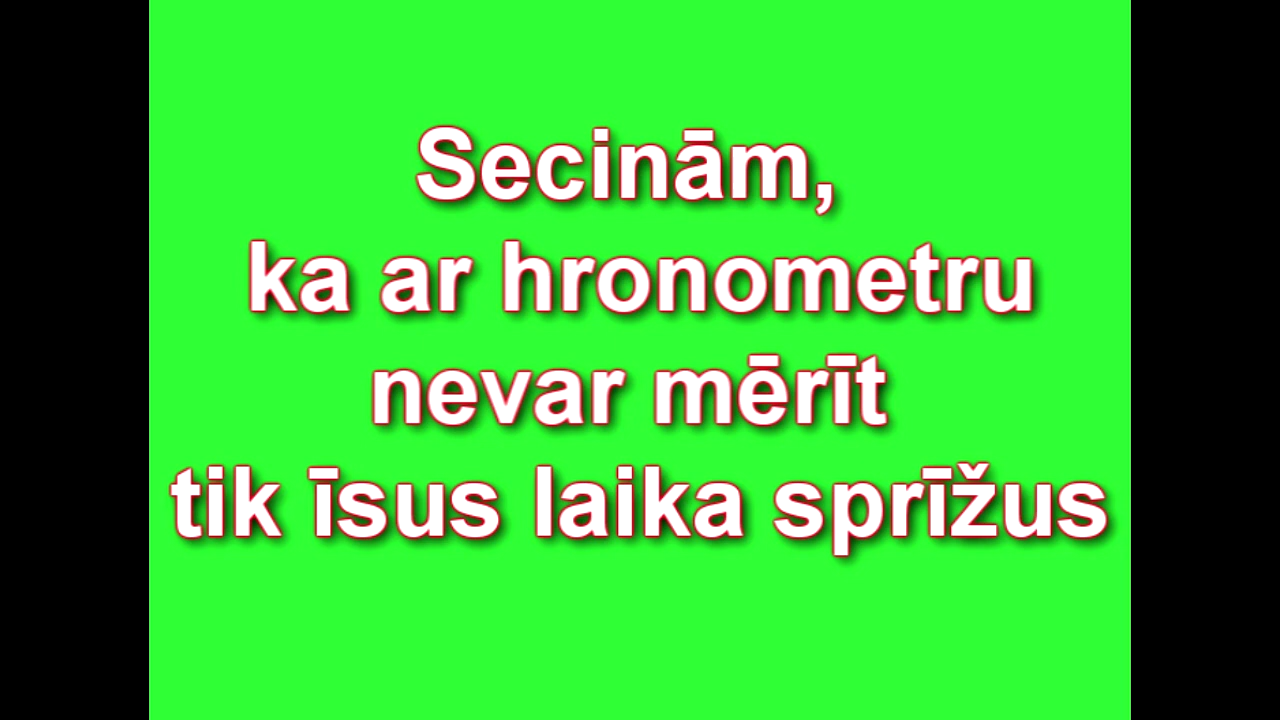 Secinām,
ka ar hronometru
nevar mērīt
tik īsus laika sprīžus